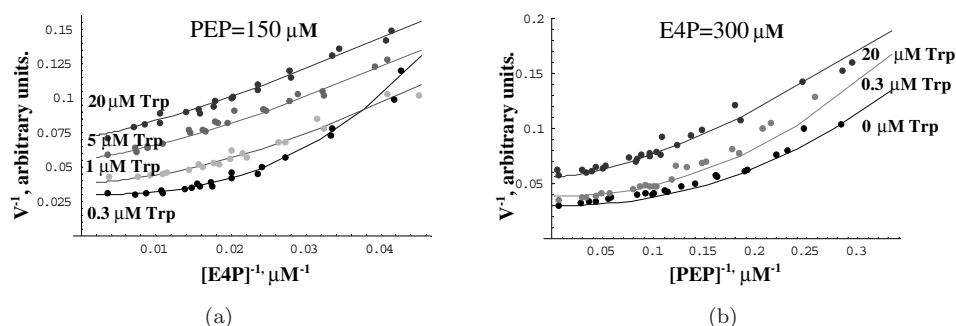 PEP=150 μM
V-1, arbitrary units.
0.15
0.125
0.1
0.075
0.05
0.025
20 μM Trp
5 μM Trp
1 μM Trp
0.3 μM Trp
0.01 0.02 0.03 0.04
[E4P]-1, μM-1
(a)
E4P=300 μM
V-1, arbitrary units.
0.2
0.15
0.1
0.05
20 μM Trp
0.3 μM Trp
0 μM Trp
0.05 0.1 0.15 0.2 0.25 0.3
[PEP]-1, μM-1
(b)